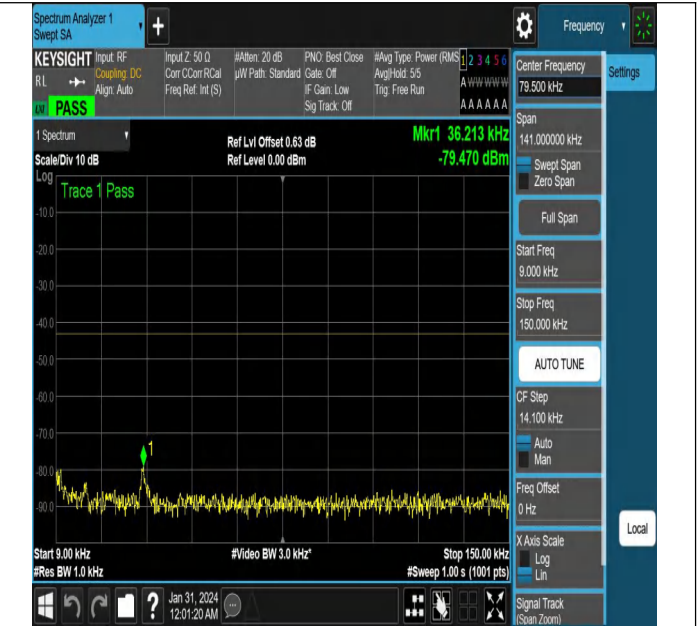 Spectrum Analyzer 1
Swept SA
+
Frequency
KEYSIGHT
RL
PASS
Input: RF
Coupling: DC
Align: Auto
Input Z: 50 Ω
Corr CCorr RCal
Freq Ref: Int (S)
#Atten: 20 dB
µW Path: Standard
PNO: Best Close
Gate: Off
IF Gain: Low
Sig Track: Off
#Avg Type: Power (RMS
Avg|Hold: 5/5
Trig: Free Run
1 2 3 4 5 6
A W W W W W
A A A A A A
1 Spectrum
Scale/Div 10 dB
Ref Lvl Offset 0.63 dB
Ref Level 0.00 dBm
Mkr1 36.213 kHz
-79.470 dBm
Log
Trace 1 Pass
-10.0
-20.0
-30.0
-40.0
-50.0
-60.0
-70.0
-80.0
-90.0
1
Start 9.00 kHz
#Res BW 1.0 kHz
#Video BW 3.0 kHz*
Stop 150.00 kHz
#Sweep 1.00 s (1001 pts)
Jan 31, 2024
12:01:20 AM
?
Center Frequency
79.500 kHz
Settings
Span
141.000000 kHz
Swept Span
Zero Span
Full Span
Start Freq
9.000 kHz
Stop Freq
150.000 kHz
AUTO TUNE
CF Step
14.100 kHz
Auto
Man
Freq Offset
0 Hz
X Axis Scale
Log
Lin
Local
Signal Track
(Span Zoom)